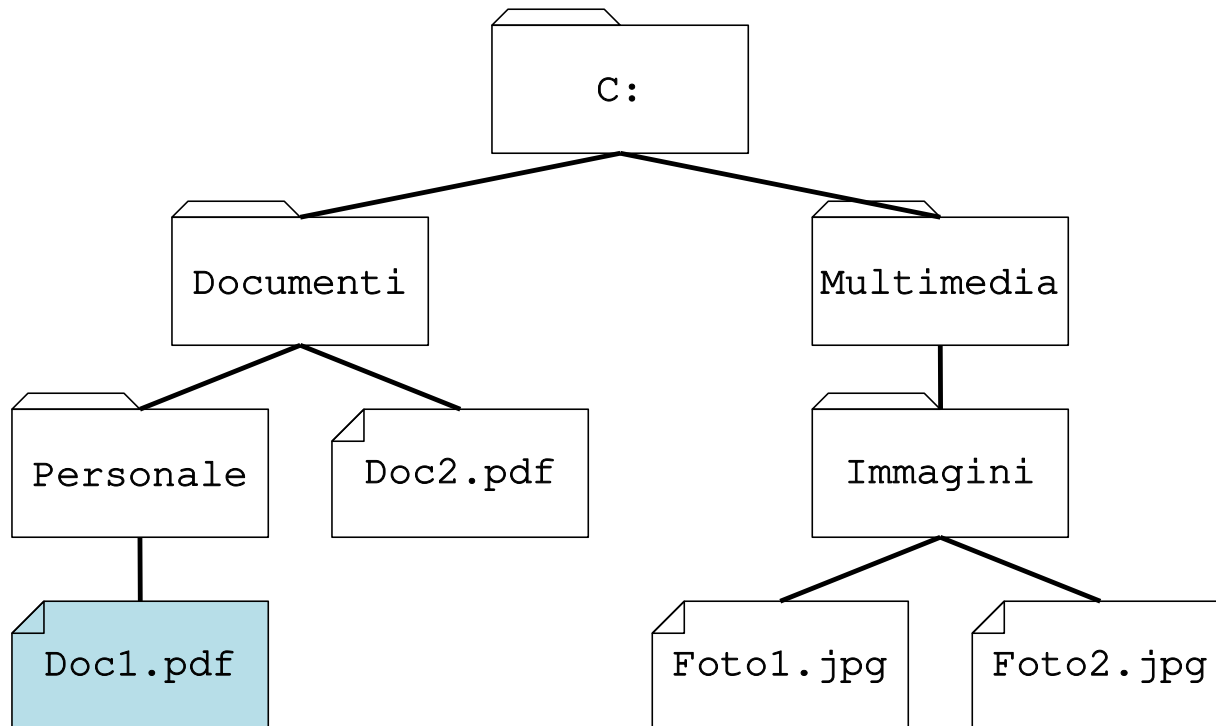 C:
Documenti
Multimedia
Personale
Doc2.pdf
Immagini
Doc1.pdf
Foto1.jpg
Foto2.jpg